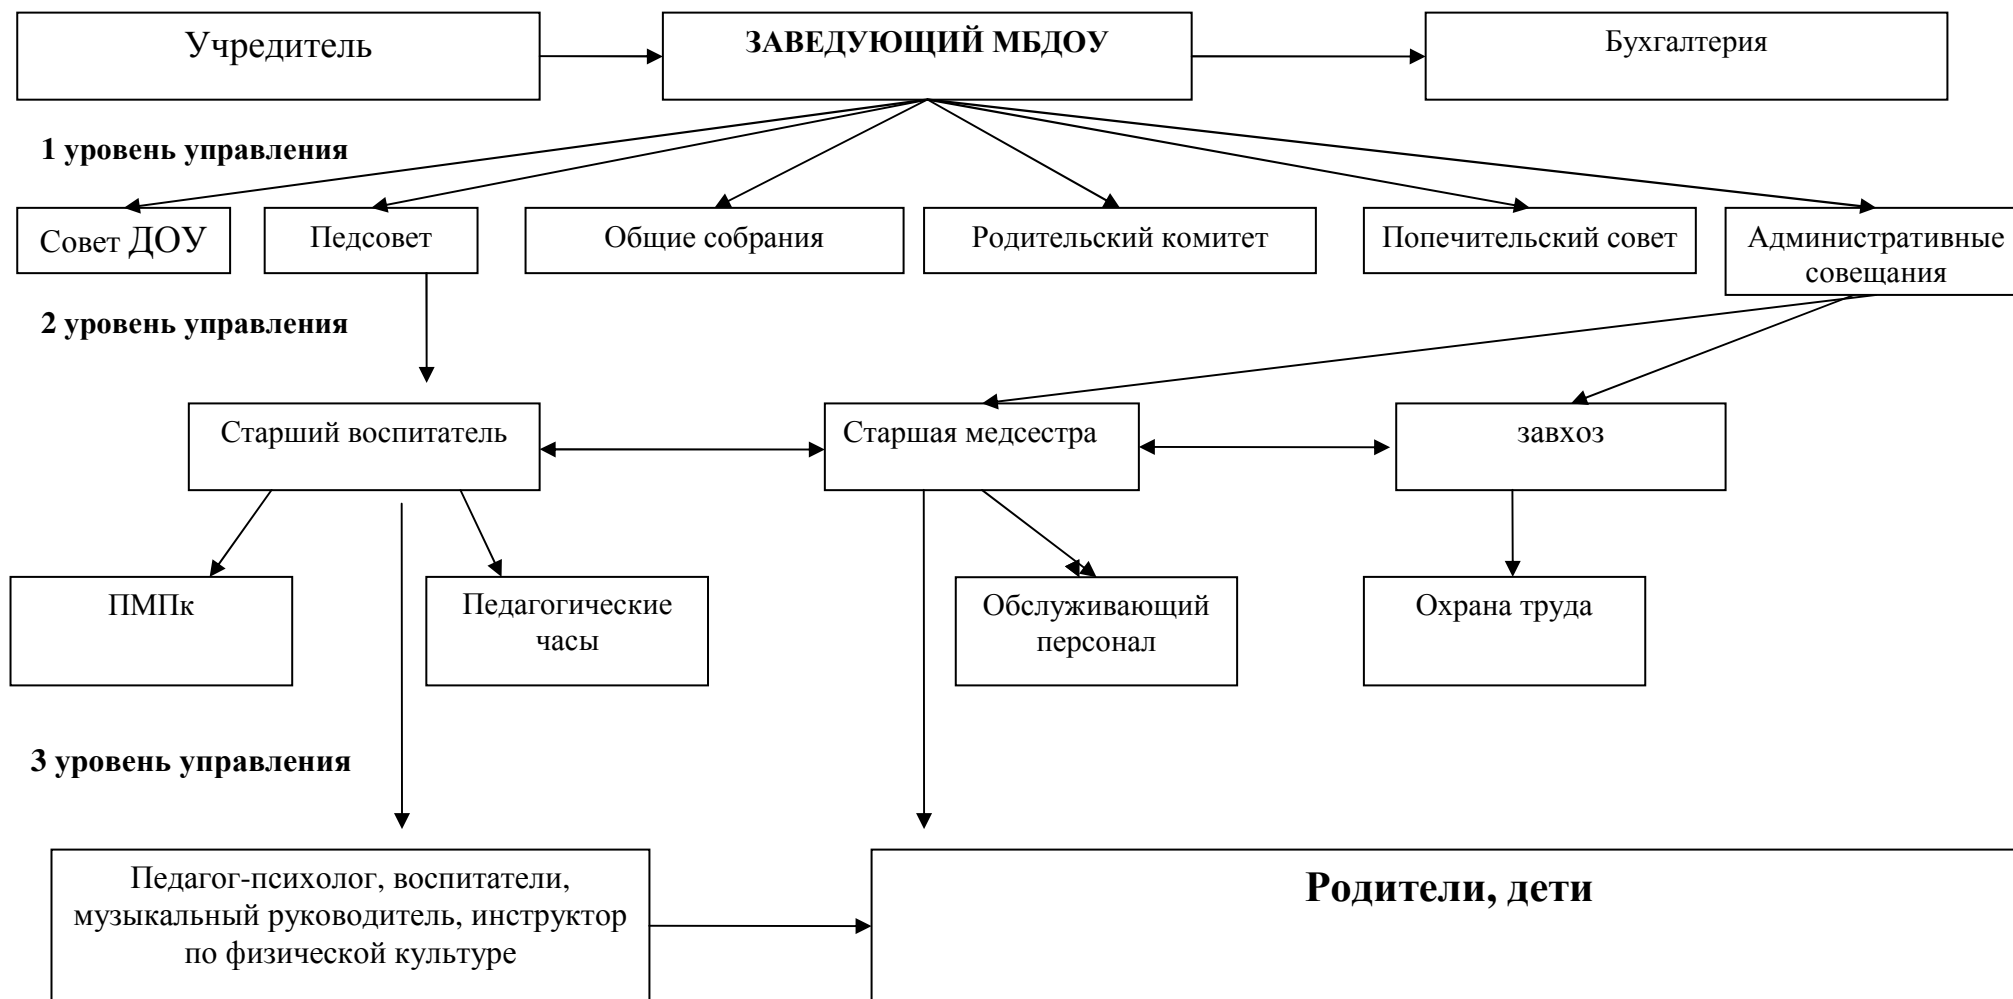 Учредитель
ЗАВЕДУЮЩИЙ МБДОУ
Бухгалтерия
1 уровень управления
Совет ДОУ
Педсовет
Общие собрания
Родительский комитет
Попечительский совет
Административные
совещания
2 уровень управления
Старший воспитатель
Старшая медсестра
завхоз
ПМПк
Педагогические
часы
Обслуживающий
персонал
Охрана труда
3 уровень управления
Педагог-психолог, воспитатели,
музыкальный руководитель, инструктор
по физической культуре
Родители, дети